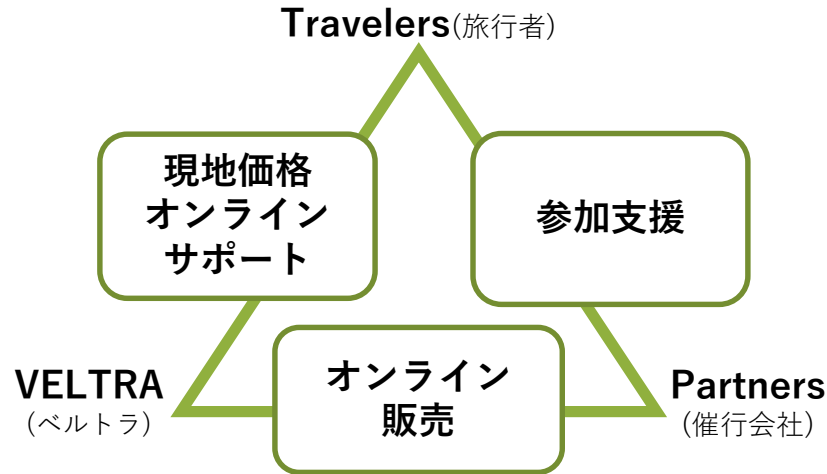 Travelers(旅行者)
現地価格
オンライン
サポート
参加支援
VELTRA
(ベルトラ)
オンライン
販売
Partners
(催行会社)